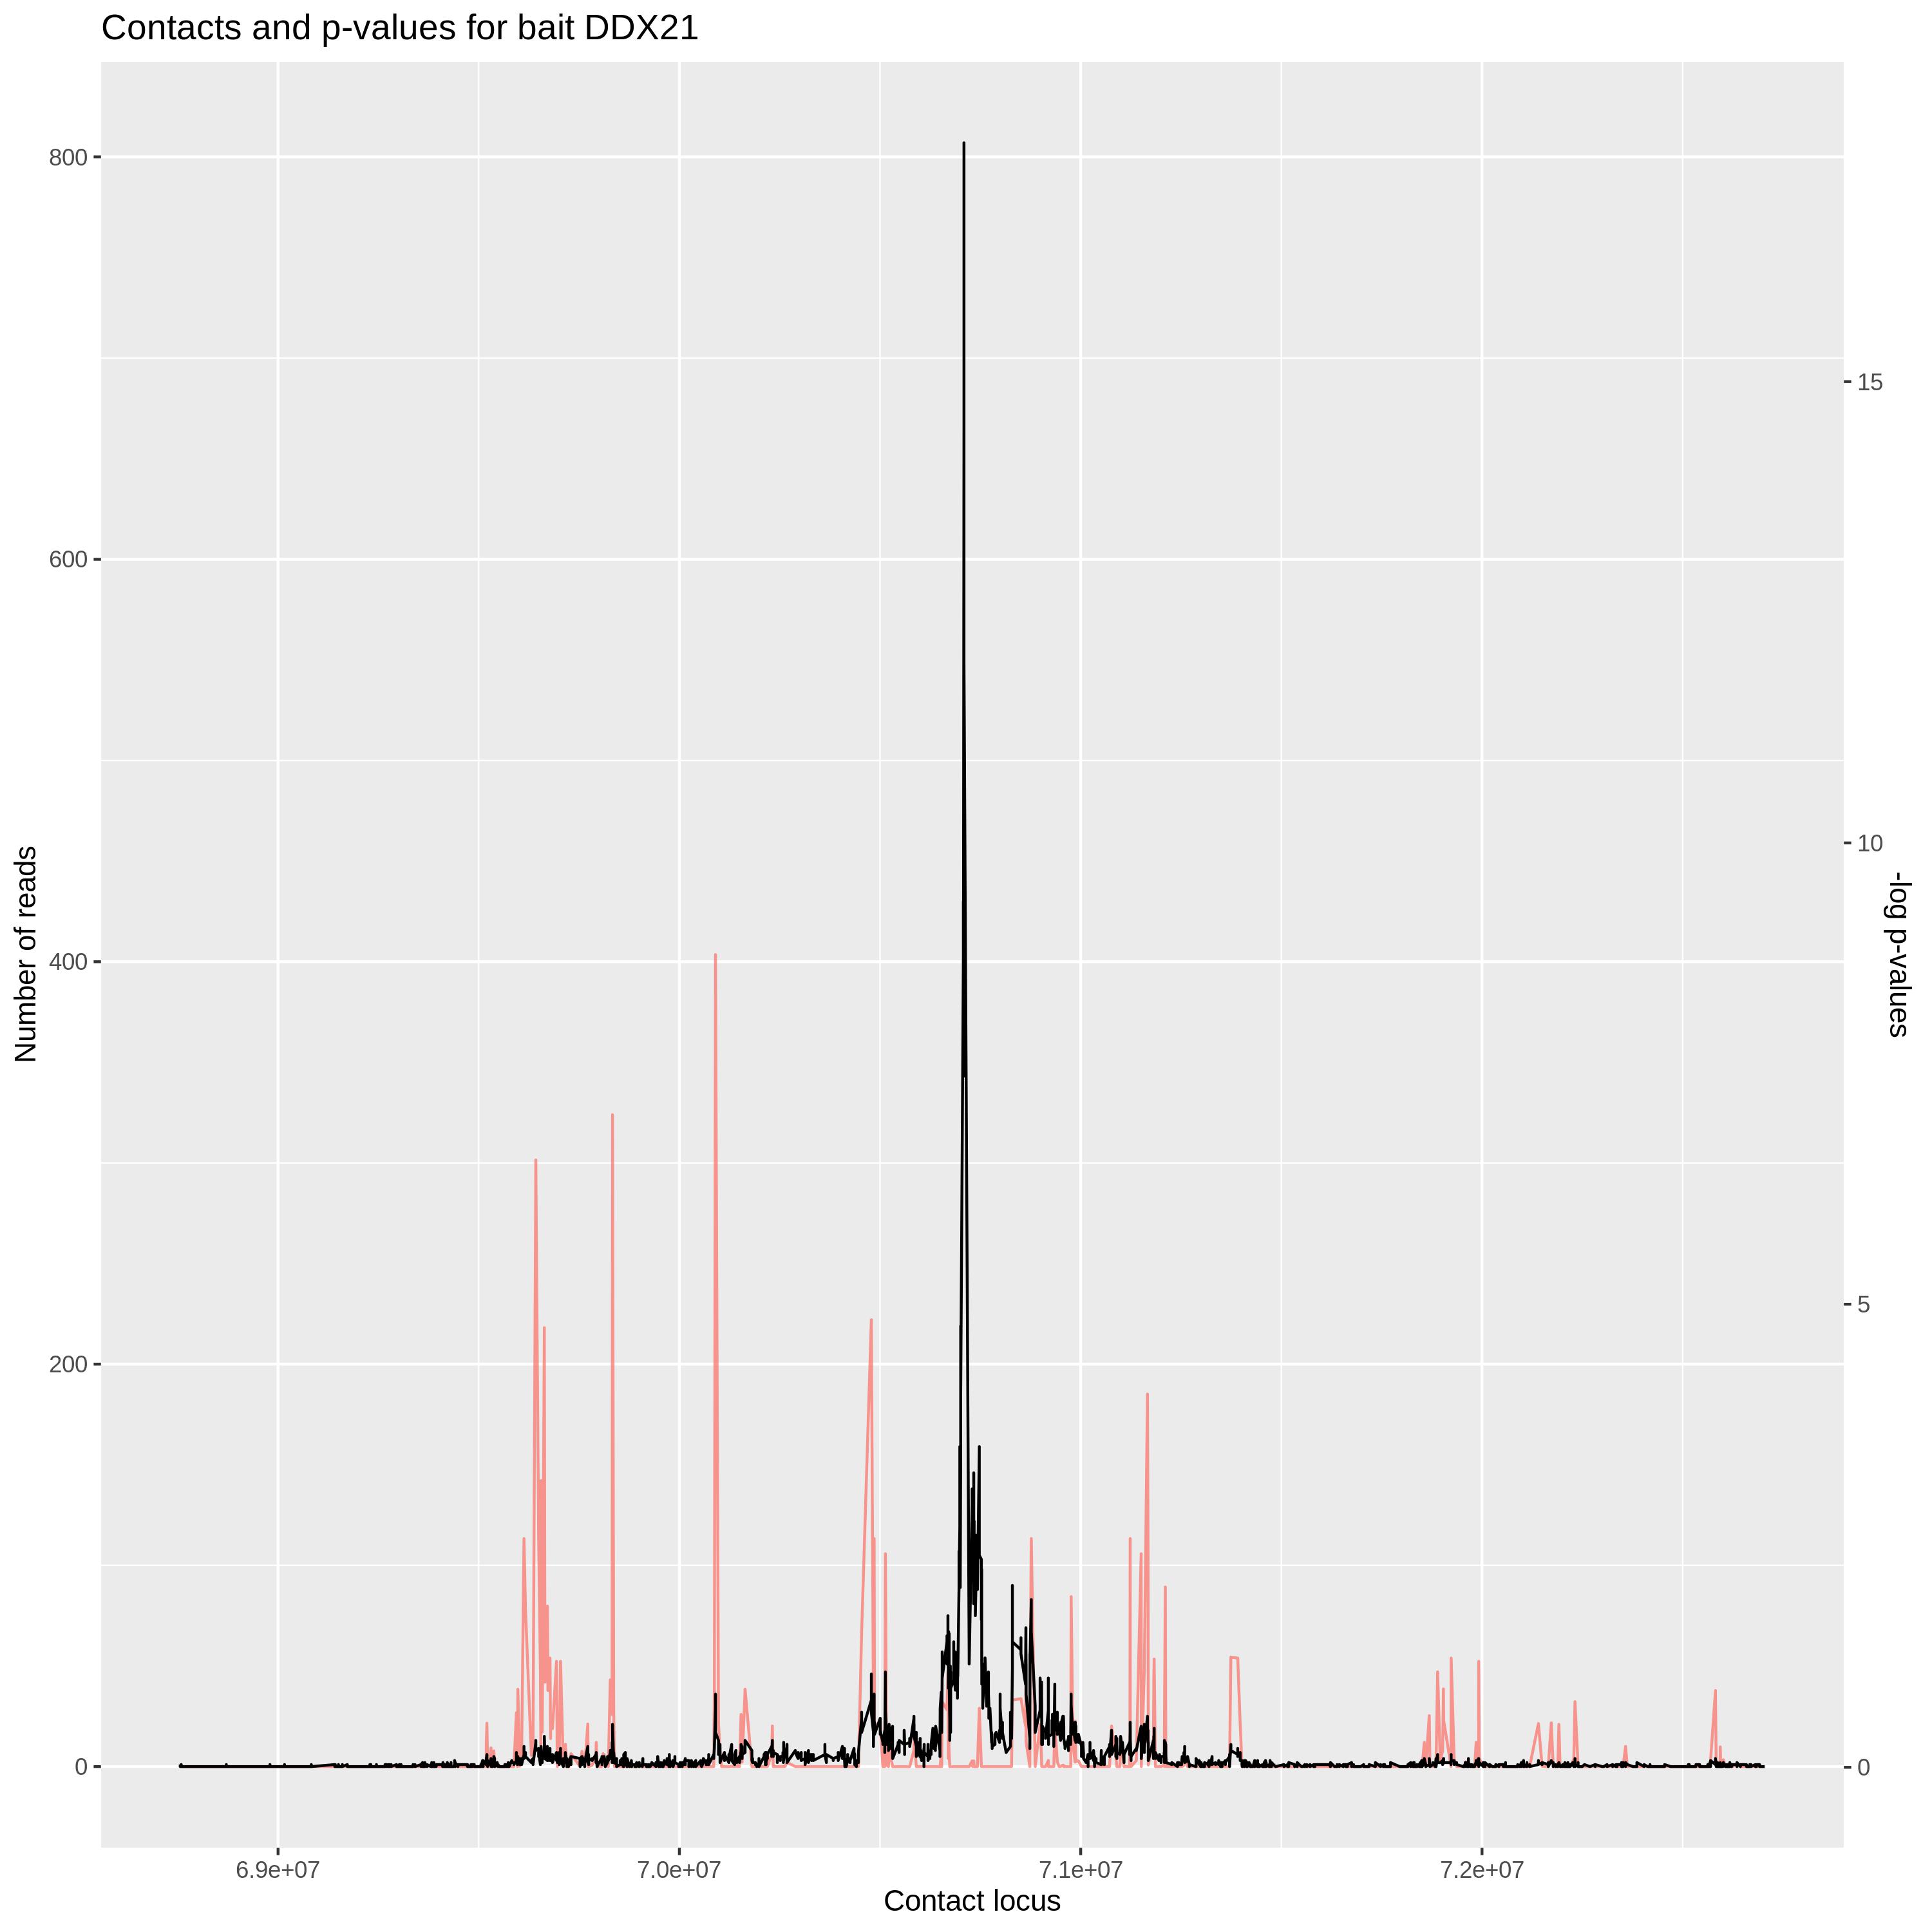 Contacts and p-values for bait DDX21
800
600
400
200
0
Number of reads
15
10
5
0
-log p-values
6.9e+07
7.0e+07
7.1e+07
7.2e+07
Contact locus